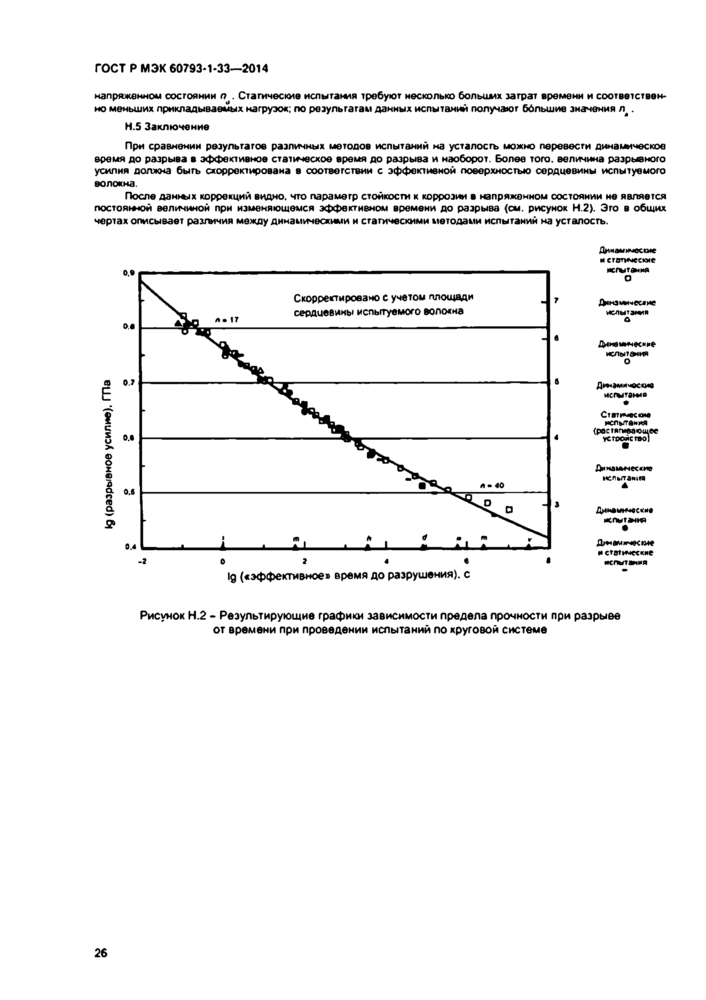 ГОСТ Р МЭК 60793-1-33—2014
напряженном состоянии n d. Статические испытания требуют несколько больших затрат времени и соответствен-
но меньших прикладываемых нагрузок; по результатам данных испытаний получают бóльшие значения n .
Н.5 Заключение
При сравнении результатов различных методов испытаний на усталость можно перевести динамическое
время до разрыва в эффективное статическое время до разрыва и наоборот. Более того, величина разрывного
усилия должна быть скорректирована в соответствии с эффективной поверхностью сердцевины испытуемого
волокна.
После данных коррекций видно, что параметр стойкости к коррозии в напряженном состоянии не является
постоянной величиной при изменяющемся эффективном времени до разрыва (см. рисунок Н.2). Это в общих
чертах описывает различия между динамическими и статическими методами испытаний на усталость.
0,9
0,8
0,7
0,6
0,5
0,4
lg (разрывное усилие), ГПа
Скорректировано с учетом площади
сердцевины испытуемого волокна
n = 17
n = 40
7
6
5
4
3
m h d m
-2 0 2 4 6 8
lg («эффективное» время до разрушения), с
Динамические
и статические
испытания
Динамические
испытания
Динамические
испытания
Динамические
испытания
Статические
испытания
(растягивающее
устройство)
Динамические
испытания
Динамические
испытания
Динамические
и статические
испытания
Рисунок Н.2 – Результирующие графики зависимости предела прочности при разрыве
от времени при проведении испытаний по круговой системе
26